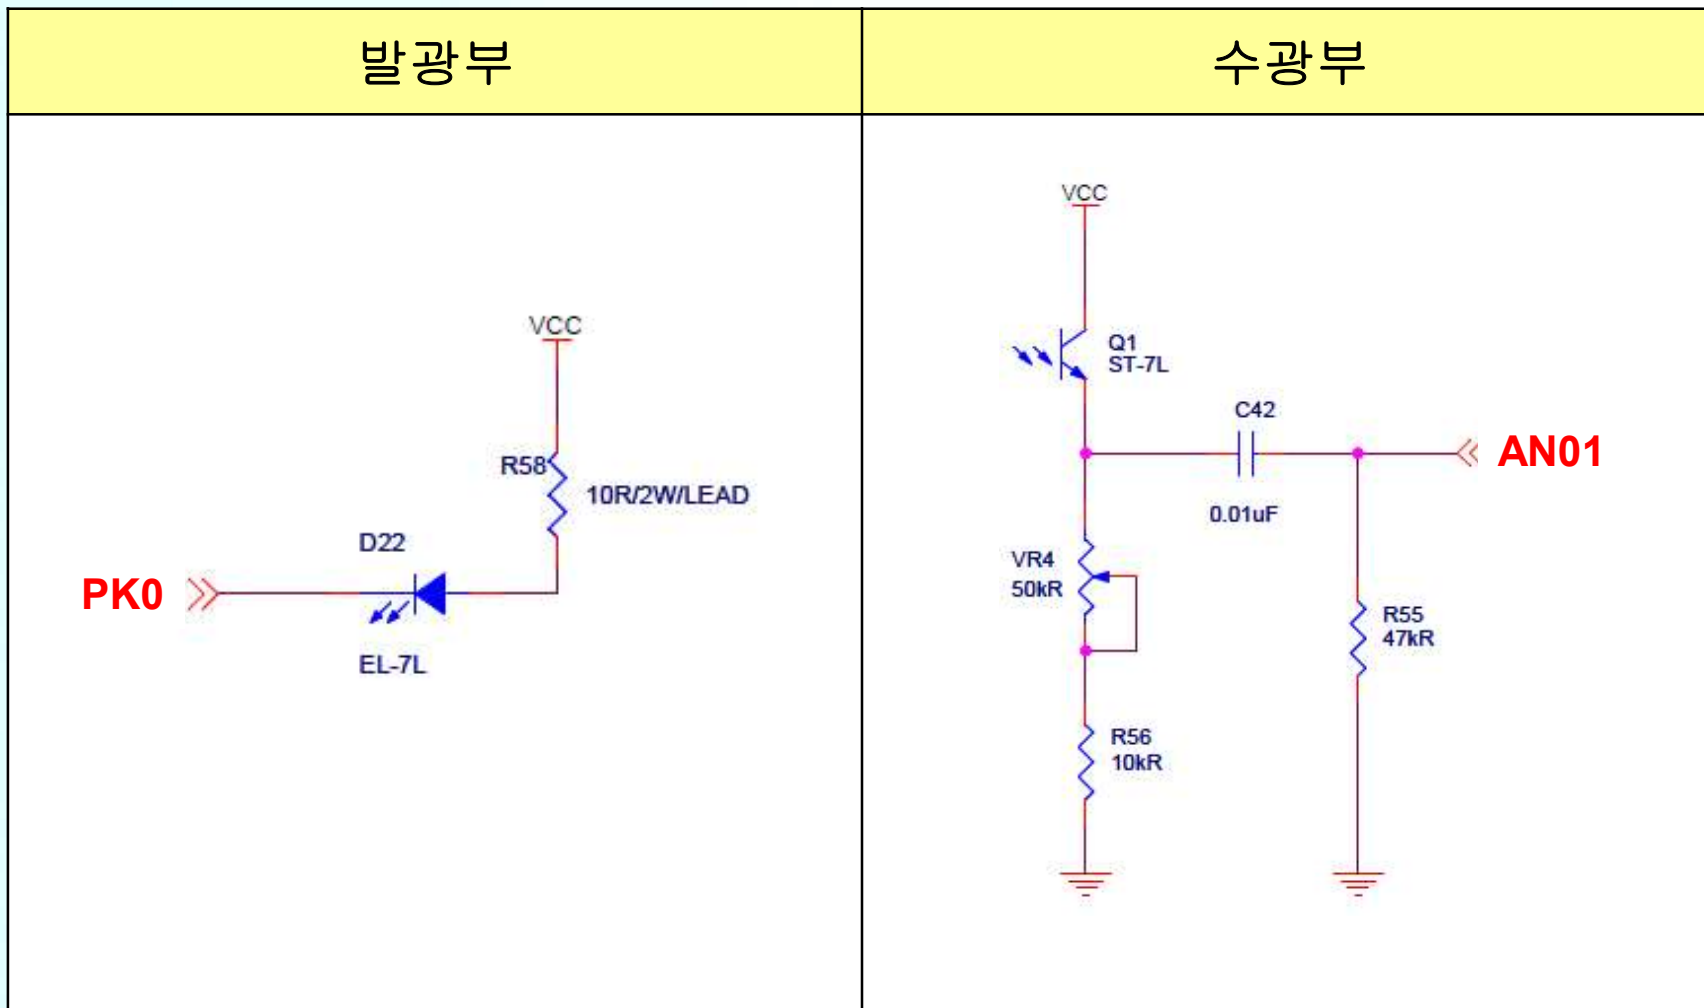 발광부
수광부
VCC
R58
10R/2W/LEAD
D22
PK0
EL-7L
VCC
Q1
ST-7L
C42
AN01
0.01uF
VR4
50kR
R55
47kR
R56
10kR